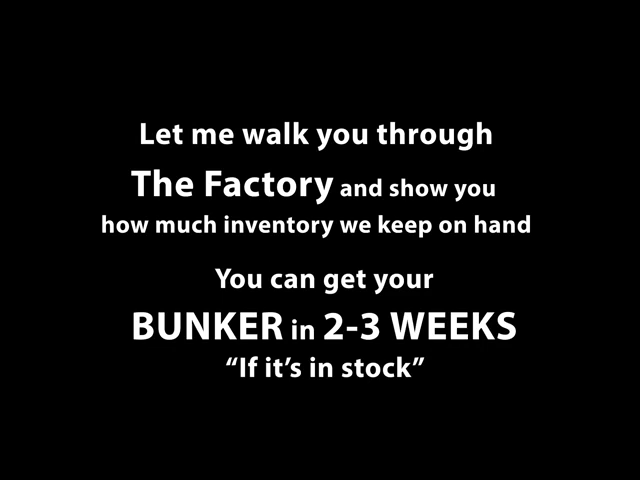 Let me walk you through
The Factory and show you
how much inventory we keep on hand
You can get your
BUNKER in 2-3 WEEKS
“If it’s in stock”